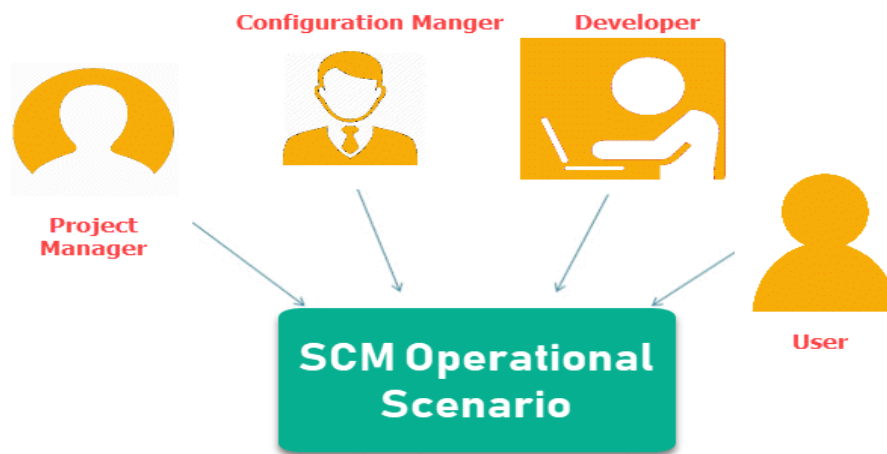 Configuration Manger
Developer
Project
Manager
User
SCM Operational
Scenario